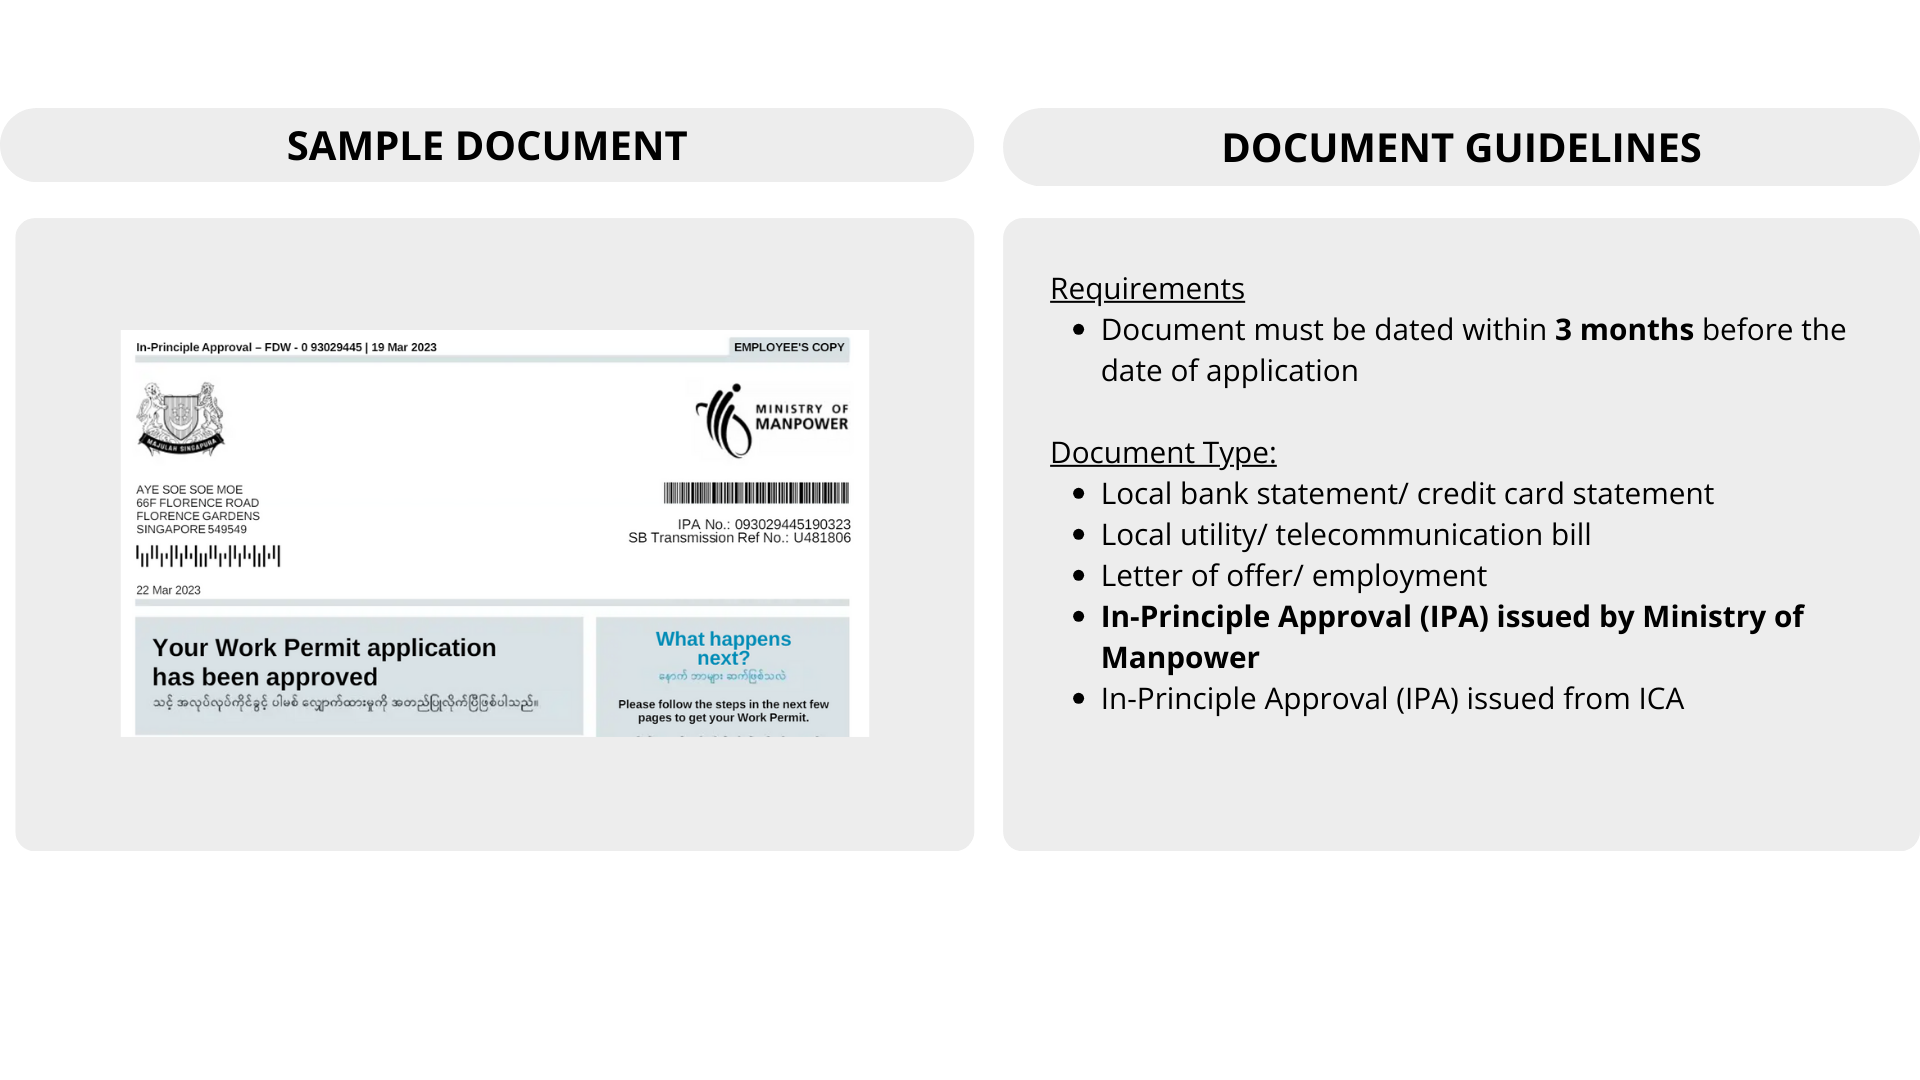 SAMPLE DOCUMENT
In-Principle Approval – FDW - 0 93029445 | 19 Mar 2023
EMPLOYEE'S COPY
MAJULAH SINGAPURA
MINISTRY OF
MANPOWER
AYE SOE SOE MOE
66F FLORENCE ROAD
FLORENCE GARDENS
SINGAPORE 549549
IPA No.: 093029445190323
SB Transmission Ref No.: U481806
22 Mar 2023
Your Work Permit application
has been approved
သင့် အလုပ်လုပ်ကိုင်ခွင့် ပါမစ် လျှောက်ထားမှုကို အတည်ပြုလိုက်ပြီဖြစ်ပါသည်။
What happens
next?
နောက် ဘာများ ဆက်ဖြစ်သလဲ
Please follow the steps in the next few
pages to get your Work Permit.
DOCUMENT GUIDELINES
Requirements
• Document must be dated within 3 months before the
date of application
Document Type:
• Local bank statement/ credit card statement
• Local utility/ telecommunication bill
• Letter of offer/ employment
• In-Principle Approval (IPA) issued by Ministry of
Manpower
• In-Principle Approval (IPA) issued from ICA